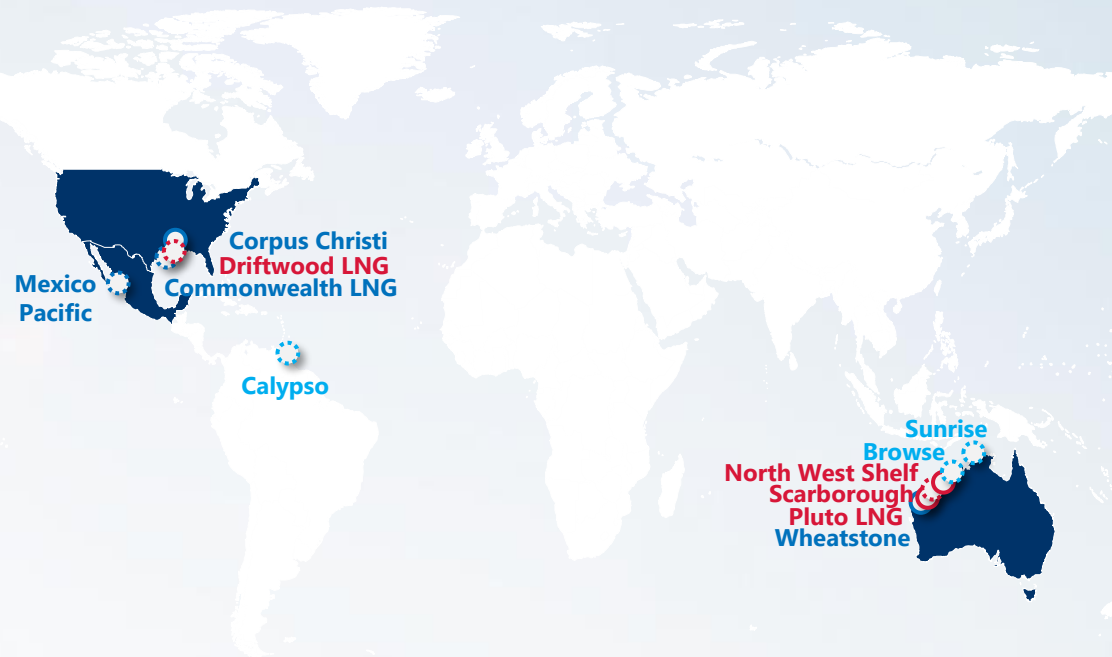 Corpus Christi
Driftwood LNG
Commonwealth LNG
Mexico
Pacific
Calypso
Sunrise
Browse
North West Shelf
Scarborough
Pluto LNG
Wheatstone